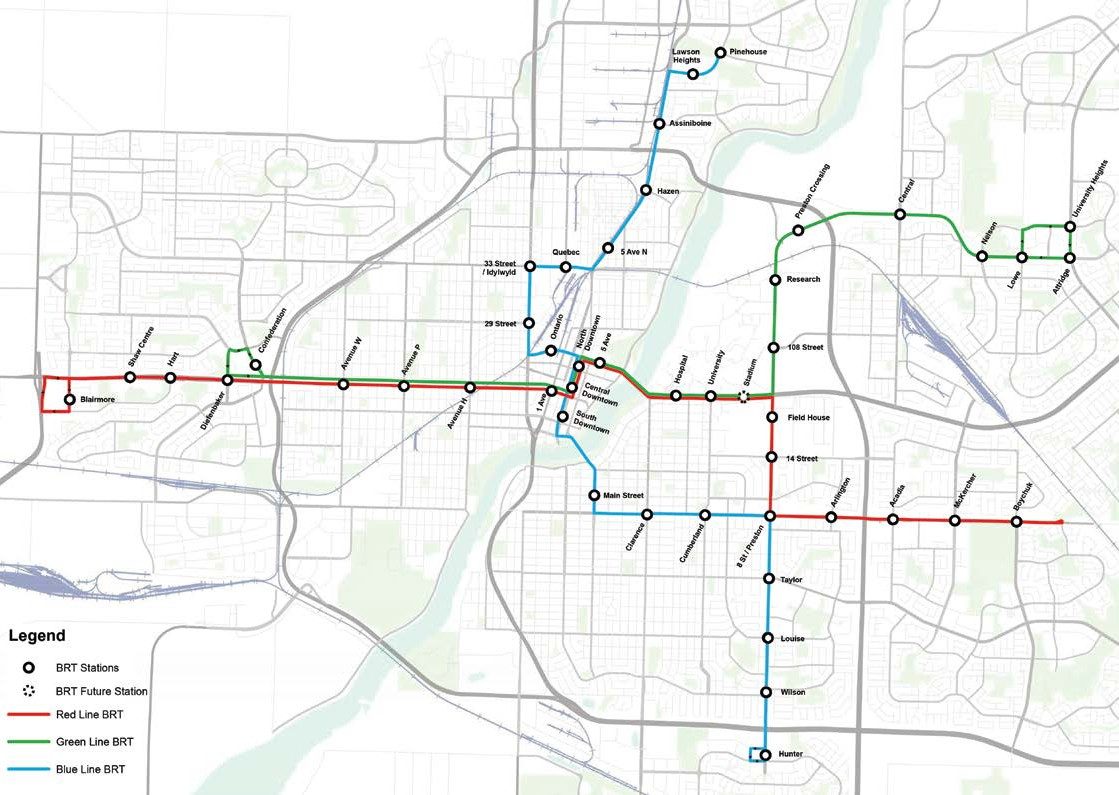 Lawson
Heights
Pinehouse
Assiniboine
Hazen
5 Ave N
Quebec
33 Street
/ Idylwyld
29 Street
Ontario
North
Downtown
5 Ave
Central
Downtown
1 Ave
South
Downtown
Preston Crossing
Central
Nelson
University Heights
Lowe
Attridge
Research
108 Street
Hospital
University
Stadium
Field House
14 Street
Shaw Centre
Hart
Confederation
Blairmore
Diefenbaker
Avenue W
Avenue P
Avenue H
Main Street
Clarence
Cumberland
8 St / Preston
Arlington
Acadia
McKercher
Boychuk
Taylor
Louise
Wilson
Hunter
Legend
BRT Stations
BRT Future Station
Red Line BRT
Green Line BRT
Blue Line BRT